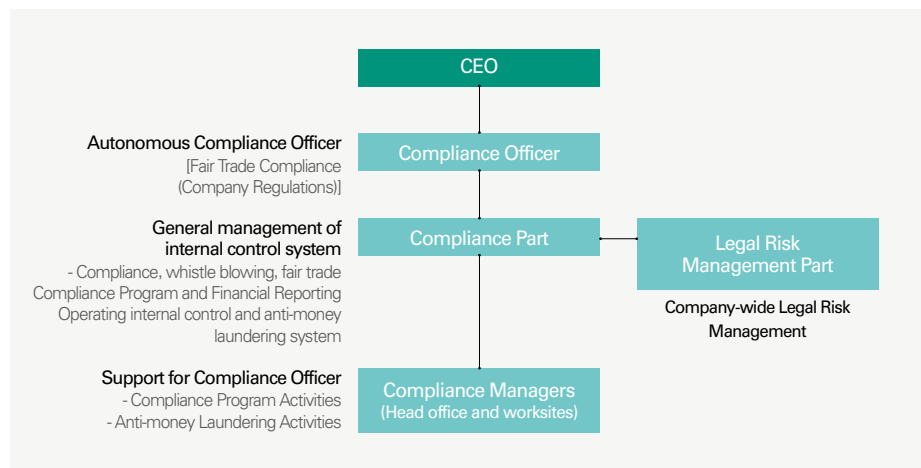 CEO
Autonomous Compliance Officer
[Fair Trade Compliance
(Company Regulations)]
Compliance Officer
General management of
internal control system
- Compliance, whistle blowing, fair trade
Compliance Program and Financial Reporting
Operating internal control and anti-money
laundering system
Compliance Part
Legal Risk
Management Part
Company-wide Legal Risk
Management
Support for Compliance Officer
- Compliance Program Activities
- Anti-money Laundering Activities
Compliance Managers
(Head office and worksites)